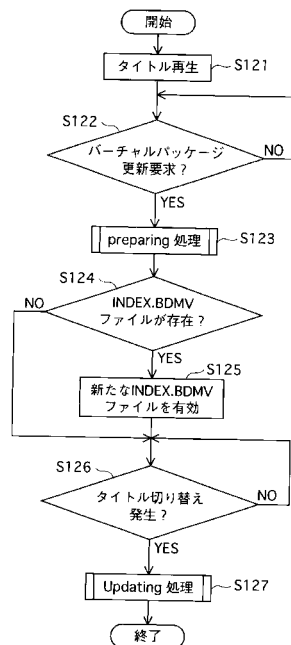 開始
タイトル再生
S121
S122
バーチャルパッケージ
更新要求?
NO
YES
preparing 処理
S123
S124
NO
INDEX.BDMV
ファイルが存在?
YES
S125
新たなINDEX.BDMV
ファイルを有効
S126
タイトル切り替え
発生?
NO
YES
Updating 処理
S127
終了